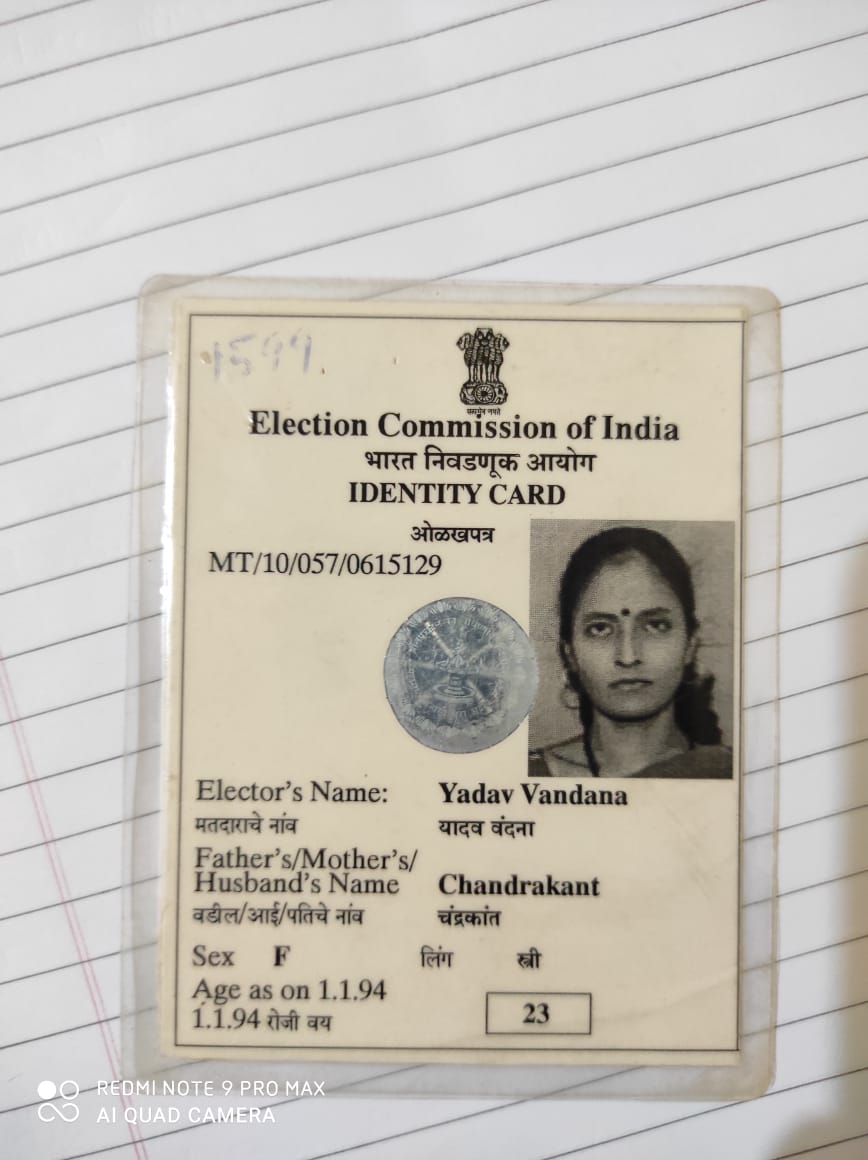 4599
सत्यमेव जयते
Election Commission of India
भारत निवडणूक आयोग
IDENTITY CARD
ओळखपत्र
MT/10/057/0615129
Elector's Name: Yadav Vandana
मतदाराचे नांव यादव वंदना
Father's/Mother's/
Husband's Name Chandrakant
वडील/आई/पतिचे नांव चंद्रकांत
Sex F लिंग स्त्री
Age as on 1.1.94
1.1.94 रोजी वय 23
REDMI NOTE 9 PRO MAX
AI QUAD CAMERA